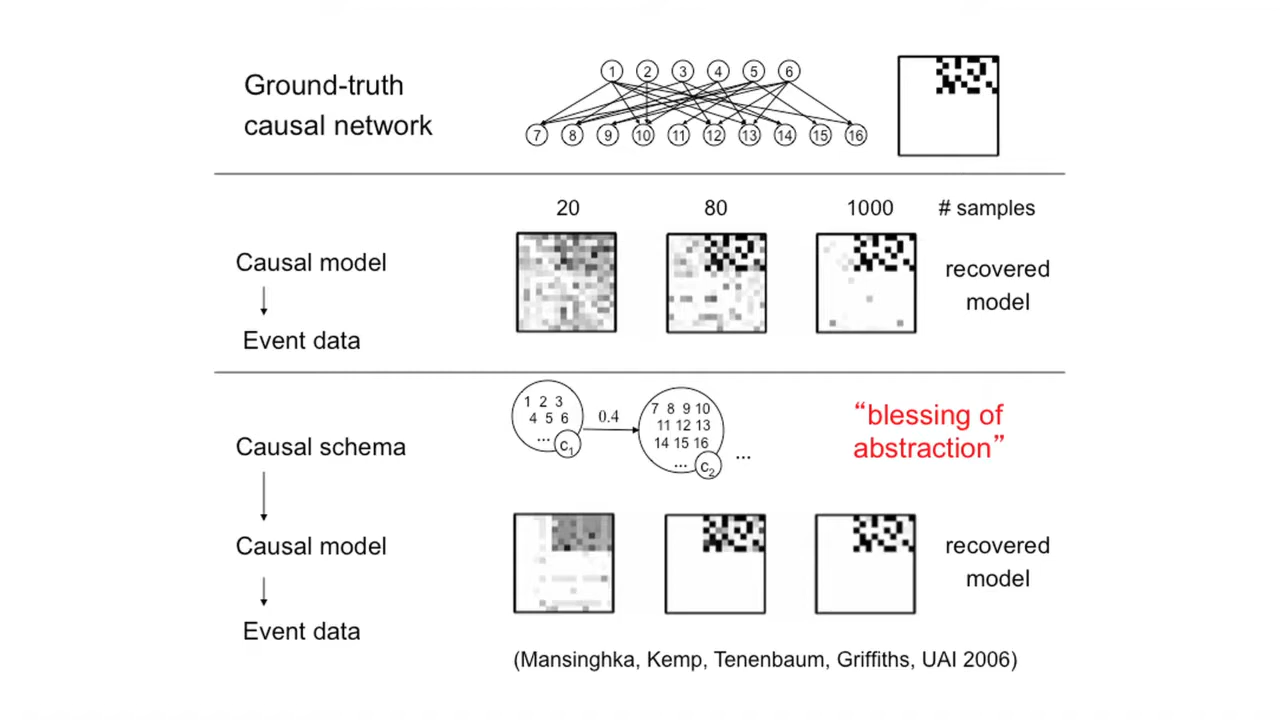 Ground-truth
causal network
1 2 3 4 5 6
7 8 9 10 11 12 13 14 15 16
20 80 1000 # samples
Causal model
Event data
recovered
model
Causal schema
1 2 3
4 5 6
... c1
0.4
7 8 9 10
11 12 13
14 15 16
... c2
...
“blessing of
abstraction”
Causal model
Event data
recovered
model
(Mansinghka, Kemp, Tenenbaum, Griffiths, UAI 2006)